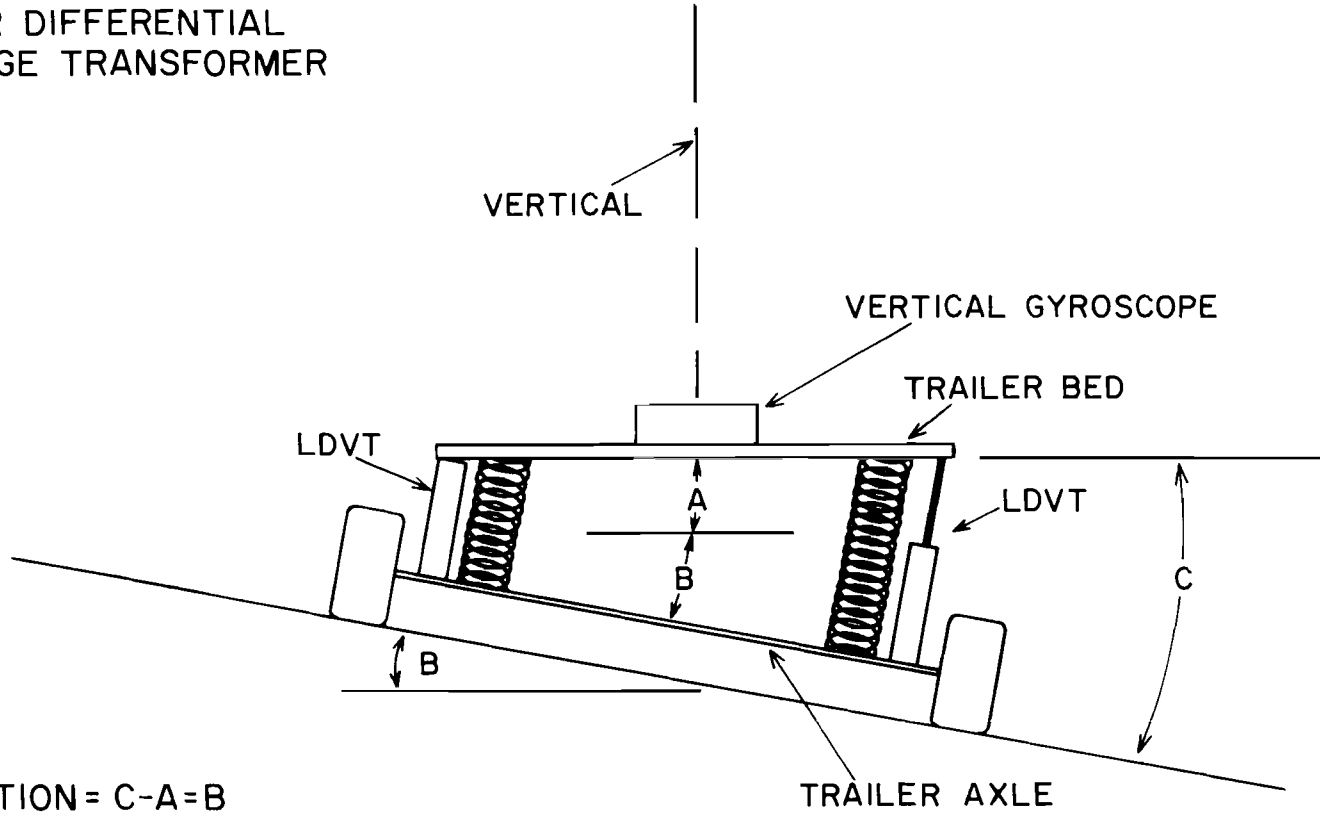 R DIFFERENTIAL
GE TRANSFORMER
VERTICAL
VERTICAL GYROSCOPE
TRAILER BED
LDVT
A
LDVT
B
C
B
TION = C-A=B
TRAILER AXLE